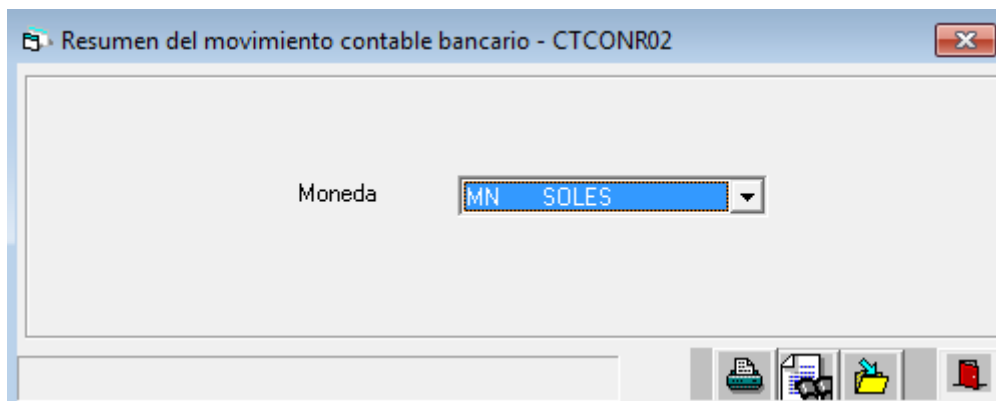 Resumen del movimiento contable bancario - CTCONR02
Moneda
MN SOLES